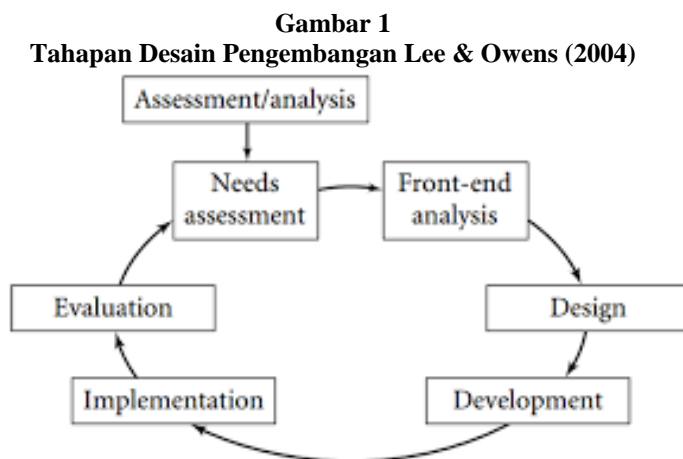 Gambar 1
Tahapan Desain Pengembangan Lee & Owens (2004)
Assessment/analysis
Needs
assessment
Front-end
analysis
Evaluation
Design
Implementation
Development